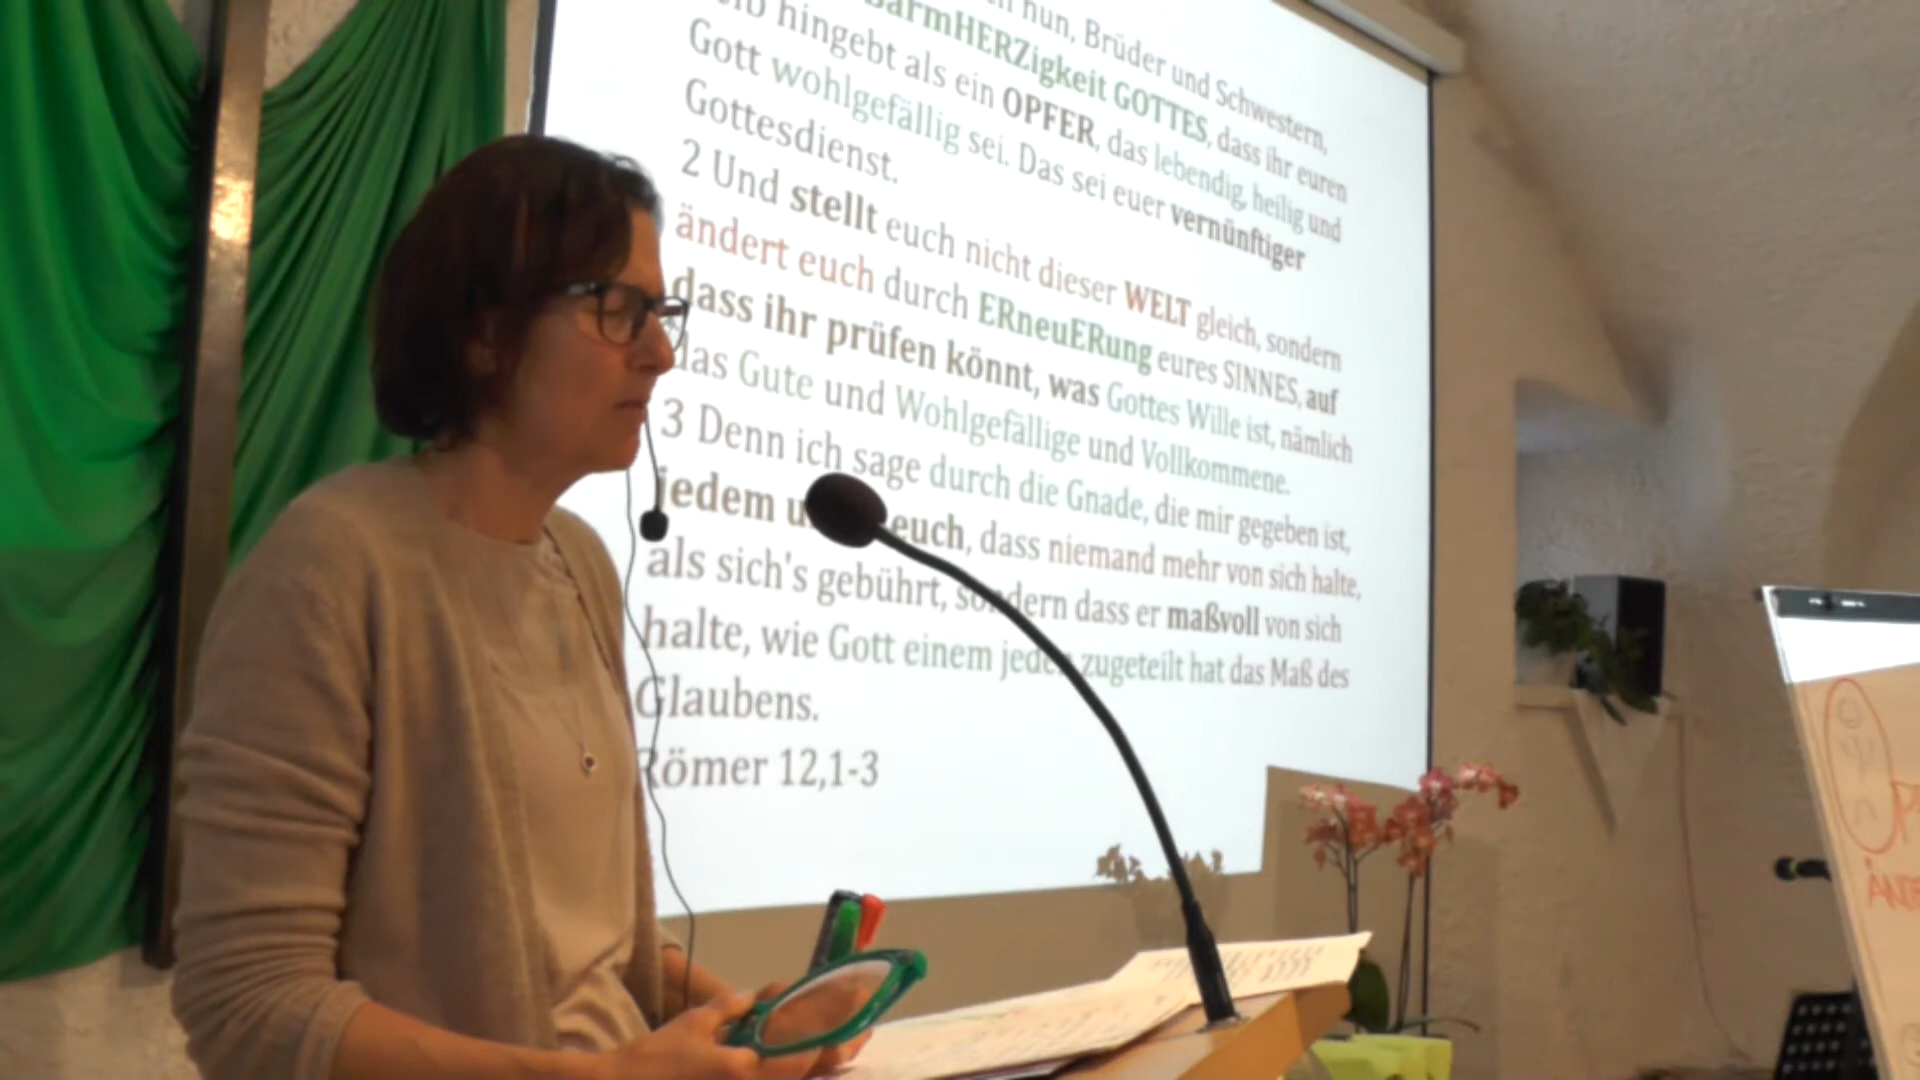 nun, Brüder und Schwestern,
BarmHERZigkeit GOTTES, dass ihr euren
hingebt als ein OPFER, das lebendig, heilig und
Gott wohlgefällig sei. Das sei euer vernünftiger
Gottesdienst.
2 Und stellt euch nicht dieser WELT gleich, sondern
ändert euch durch ERneuERung eures SINNES, auf
dass ihr prüfen könnt, was Gottes Wille ist, nämlich
das Gute und Wohlgefällige und Vollkommene.
3 Denn ich sage durch die Gnade, die mir gegeben ist,
jedem u euch, dass niemand mehr von sich halte,
als sich's gebührt, sondern dass er maßvoll von sich
halte, wie Gott einem jeden zugeteilt hat das Maß des
Glaubens.
Römer 12,1-3